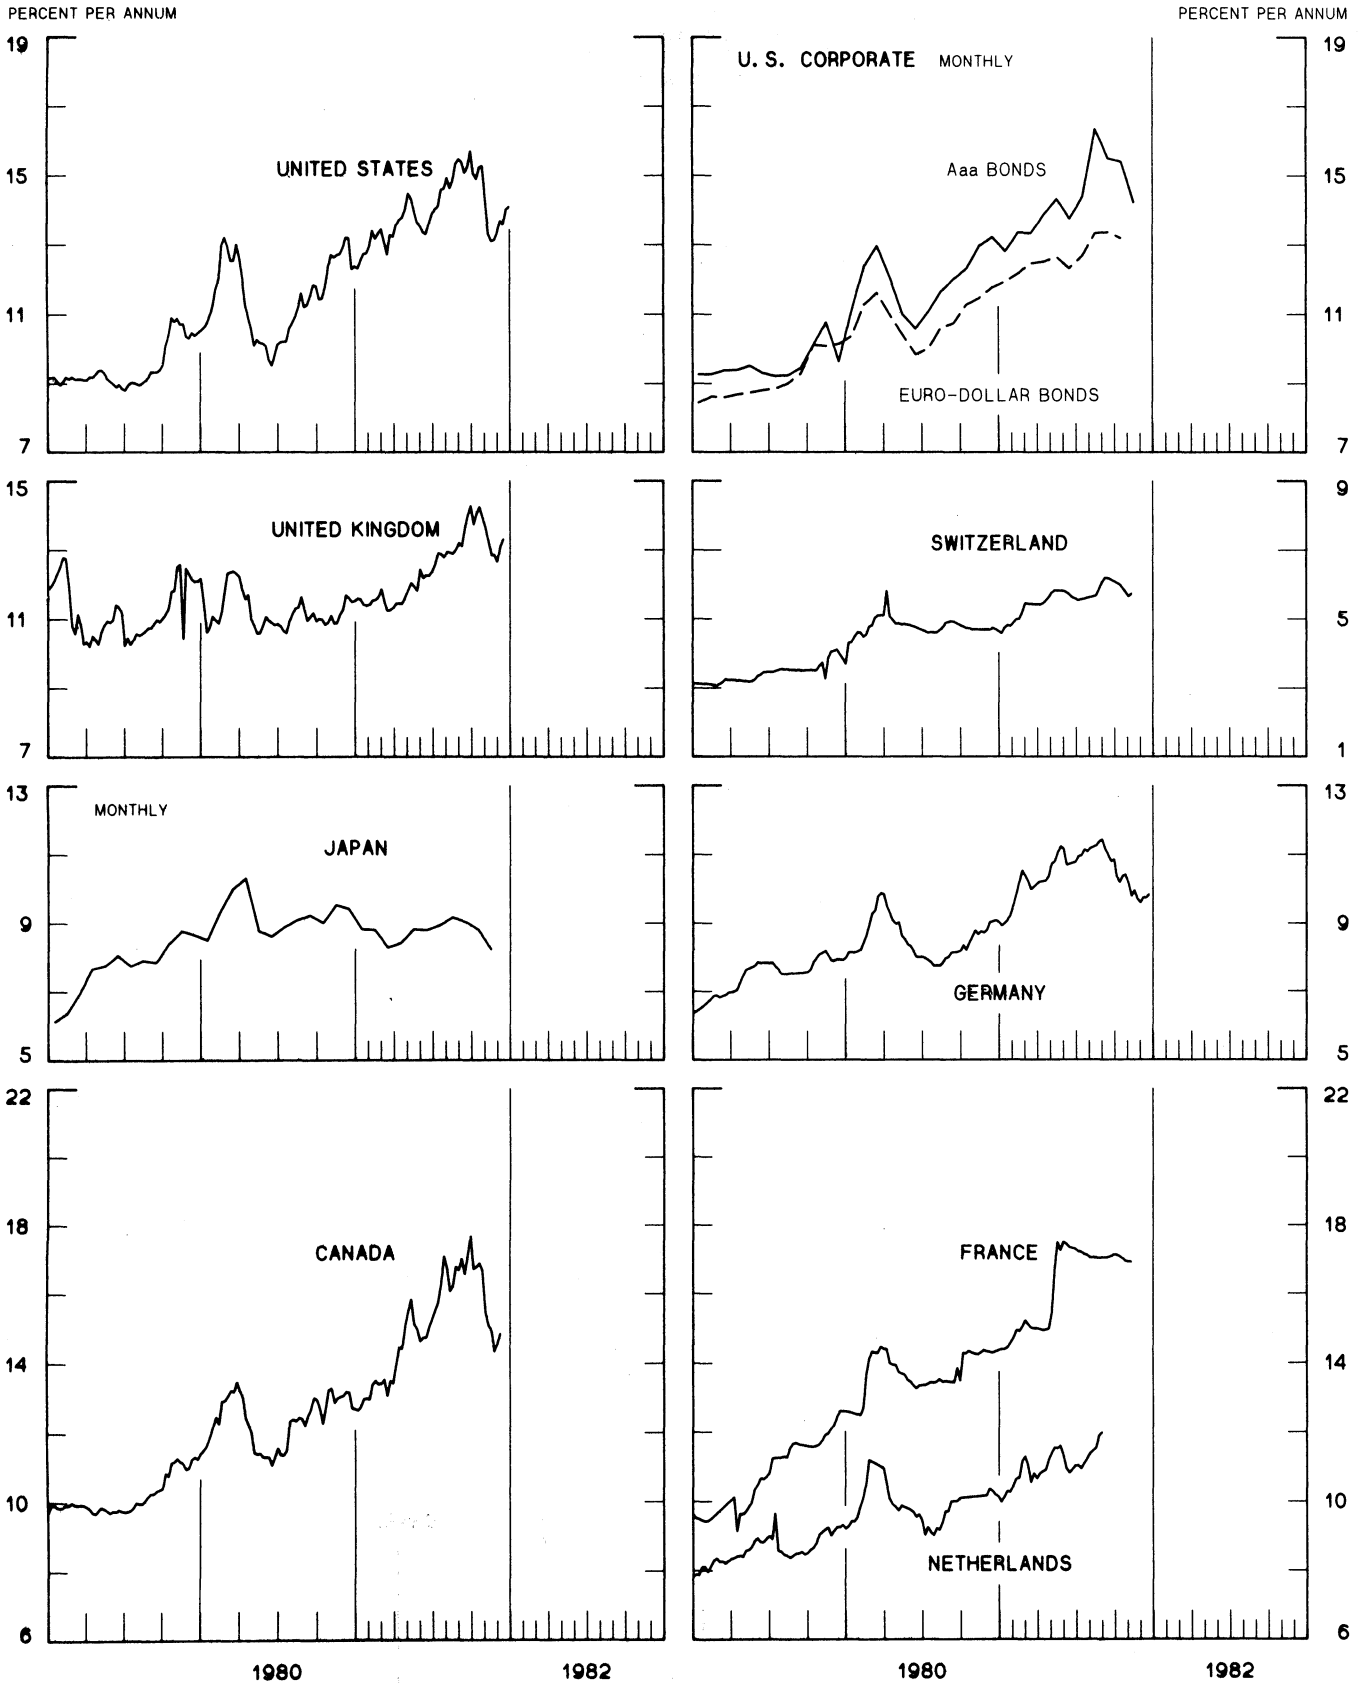 PERCENT PER ANNUM
PERCENT PER ANNUM
19
15
11
7
UNITED STATES
U. S. CORPORATE MONTHLY
Aaa BONDS
EURO-DOLLAR BONDS
19
15
11
7
15
11
7
UNITED KINGDOM
SWITZERLAND
9
5
1
13
9
5
MONTHLY
JAPAN
GERMANY
13
9
5
22
18
14
10
6
CANADA
FRANCE
NETHERLANDS
22
18
14
10
6
1980
1982
1980
1982